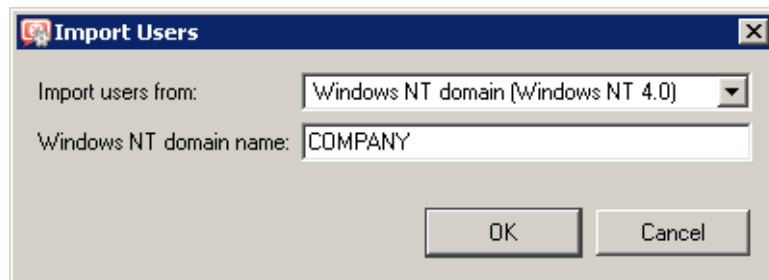 Import Users
Import users from: Windows NT domain (Windows NT 4.0)
Windows NT domain name: COMPANY
OK Cancel